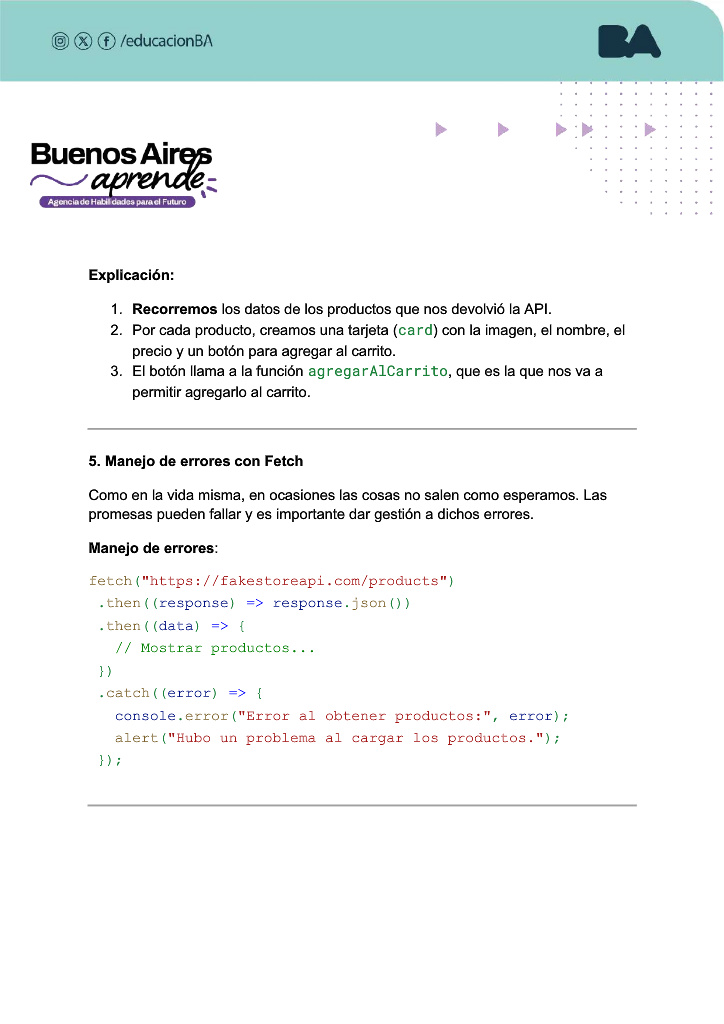 /educacionBA
BA
Buenos Aires
aprende
Agencia de Habilidades para el Futuro
Explicación:
1. Recorremos los datos de los productos que nos devolvió la API.
2. Por cada producto, creamos una tarjeta (card) con la imagen, el nombre, el
precio y un botón para agregar al carrito.
3. El botón llama a la función agregarAlCarrito, que es la que nos va a
permitir agregarlo al carrito.
5. Manejo de errores con Fetch
Como en la vida misma, en ocasiones las cosas no salen como esperamos. Las
promesas pueden fallar y es importante dar gestión a dichos errores.
Manejo de errores:
fetch("https://fakestoreapi.com/products")
.then((response) => response.json())
.then((data) => {
// Mostrar productos...
})
.catch((error) => {
console.error("Error al obtener productos:", error);
alert("Hubo un problema al cargar los productos.");
});